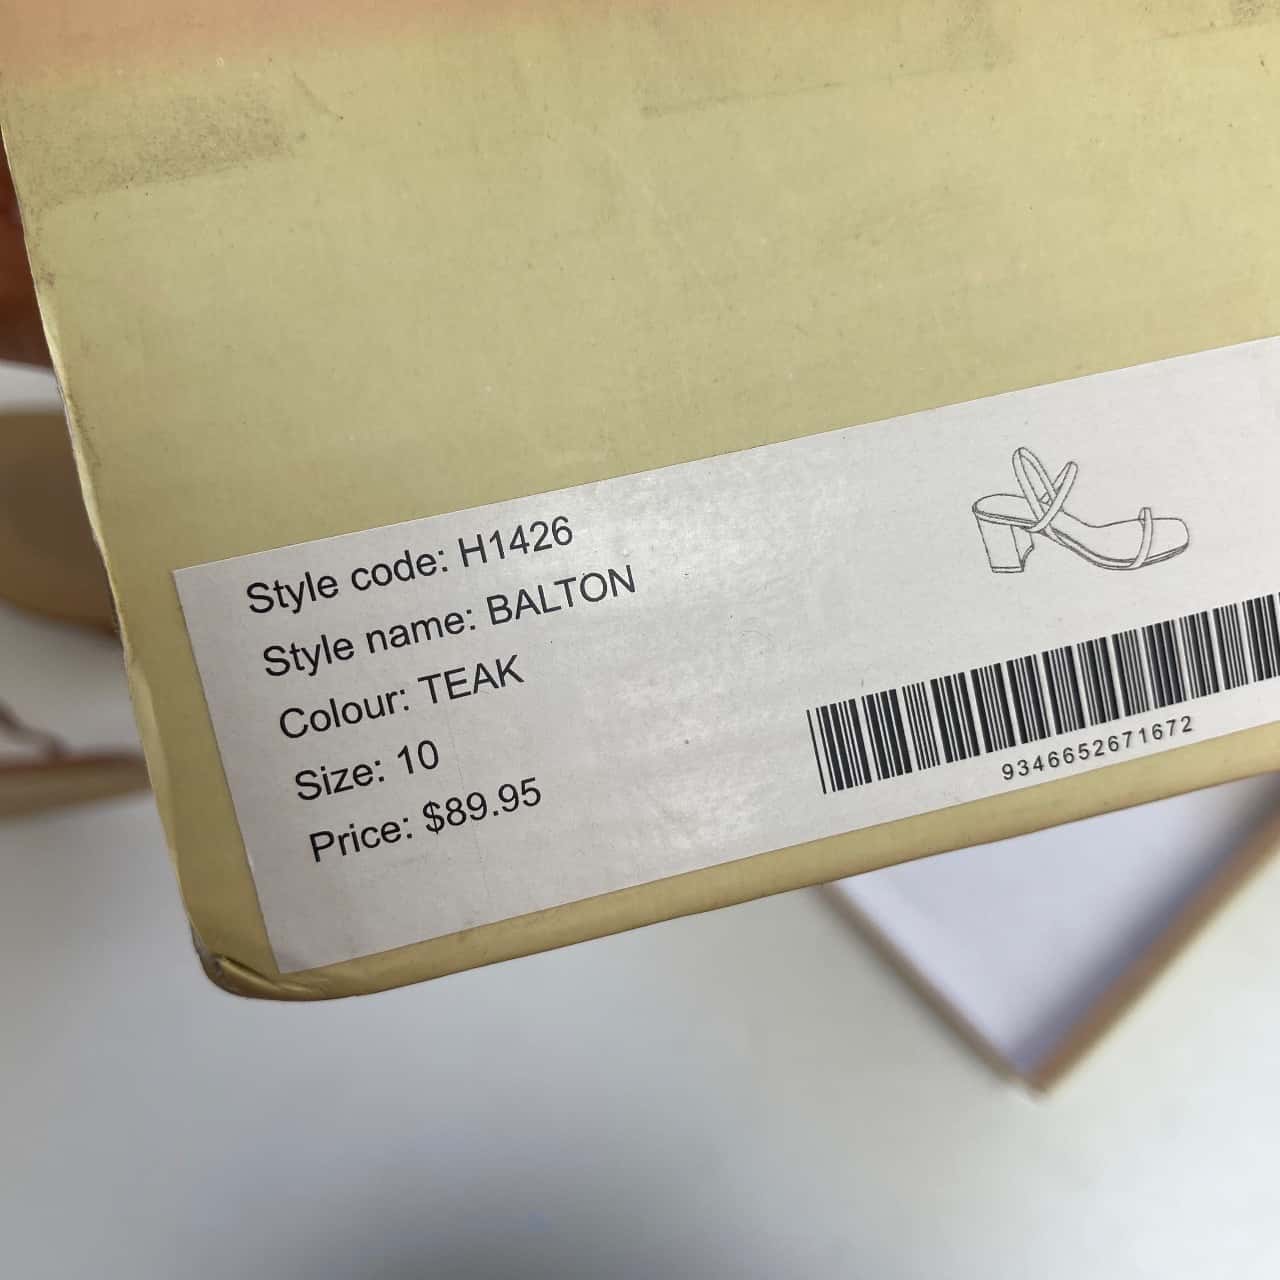 Style code: H1426
Style name: BALTON
Colour: TEAK
Size: 10
Price: $89.95
9346652671672